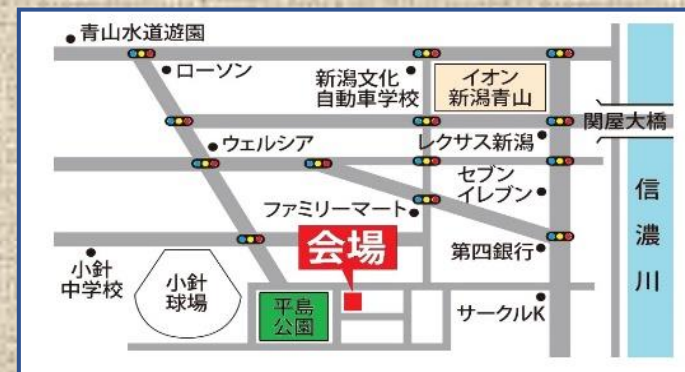 青山水道遊園
ローソン
新潟文化
自動車学校
イオン
新潟青山
関屋大橋
ウェルシア
レクサス新潟
セブン
イレブン
ファミリーマート
会場
第四銀行
信濃川
小針
中学校
小針
球場
平島
公園
サークルK